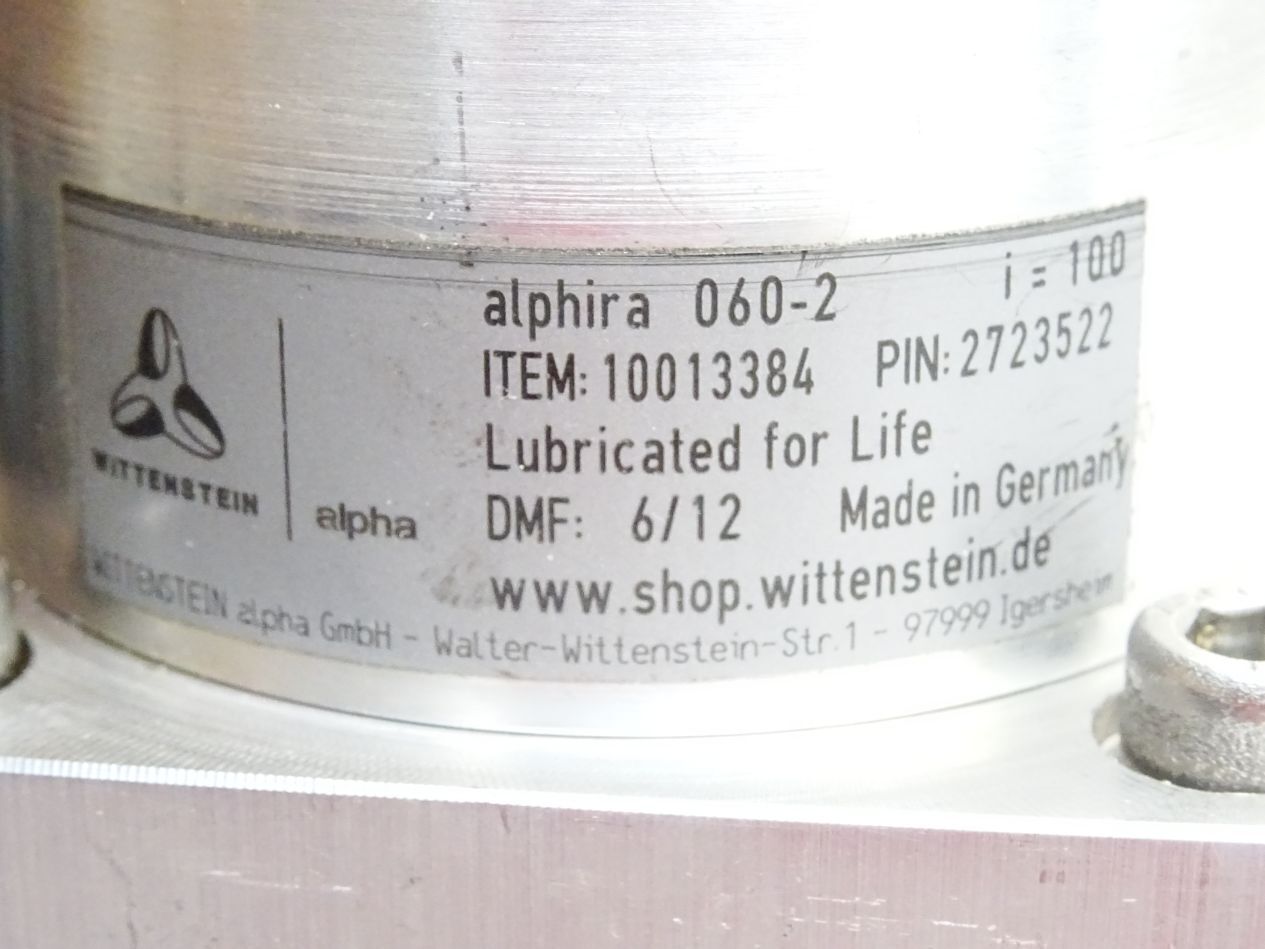 alphira 060-2 i = 100
ITEM: 10013384 PIN: 2723522
Lubricated for Life
DMF: 6/12 Made in Germany
www.shop.wittenstein.de
WITTENSTEIN alpha
WITTENSTEIN alpha GmbH - Walter-Wittenstein-Str.1 - 97999 Igersheim